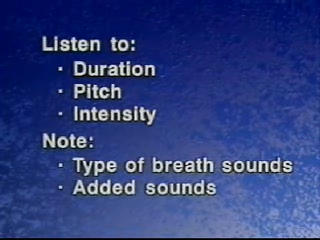 Listen to:
· Duration
· Pitch
· Intensity
Note:
· Type of breath sounds
· Added sounds